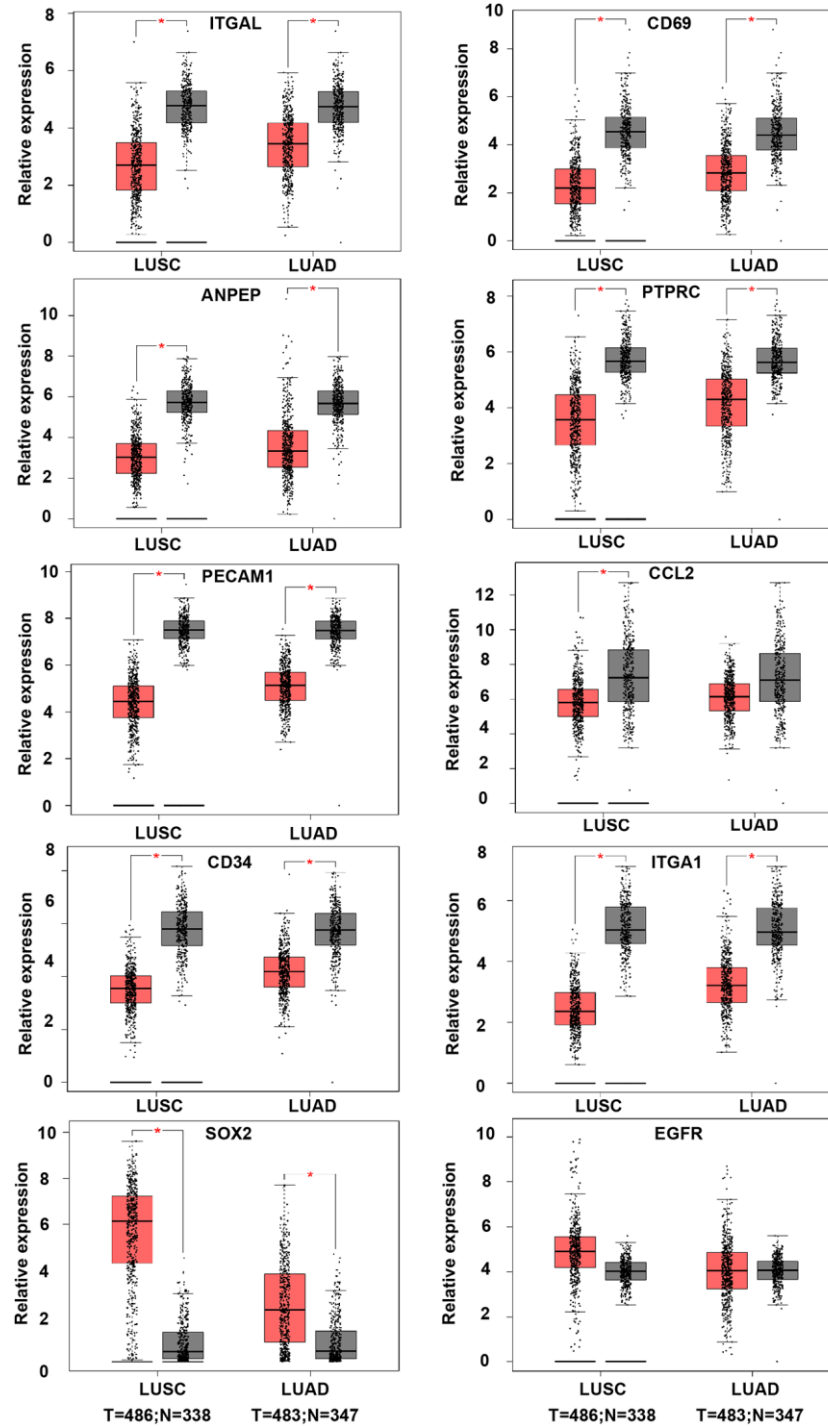 ITGAL
Relative expression
8
6
4
2
0
*
*
LUSC
LUAD
CD69
Relative expression
10
8
6
4
2
0
*
*
LUSC
LUAD
ANPEP
Relative expression
10
8
6
4
2
0
*
*
LUSC
LUAD
PTPRC
Relative expression
8
6
4
2
0
*
*
LUSC
LUAD
PECAM1
Relative expression
10
8
6
4
2
0
*
*
LUSC
LUAD
CCL2
Relative expression
12
10
8
6
4
2
0
*
LUSC
LUAD
CD34
Relative expression
8
6
4
2
0
*
*
LUSC
LUAD
ITGA1
Relative expression
8
6
4
2
0
*
*
LUSC
LUAD
SOX2
Relative expression
10
8
6
4
2
0
*
*
LUSC
LUAD
T=486;N=338
T=483;N=347
EGFR
Relative expression
10
8
6
4
2
0
LUSC
LUAD
T=486;N=338
T=483;N=347